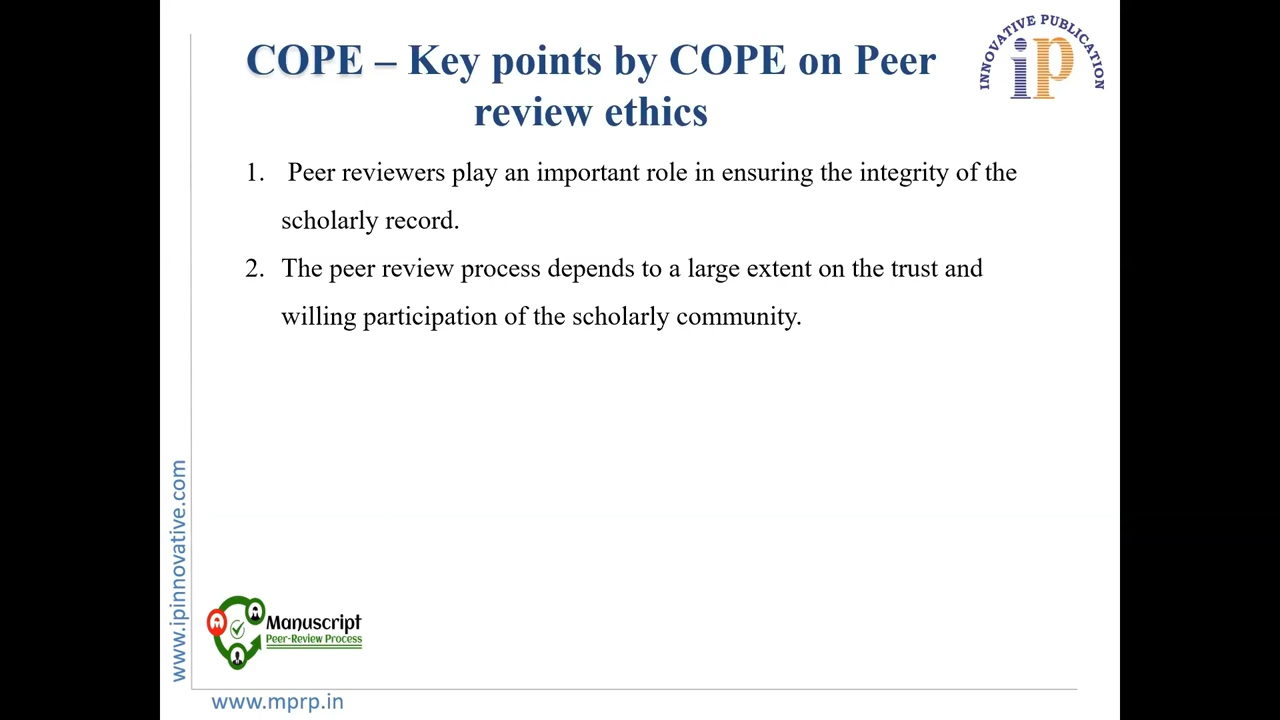 COPE – Key points by COPE on Peer
review ethics
INNOVATIVE PUBLICATION
iP
1. Peer reviewers play an important role in ensuring the integrity of the
scholarly record.
2. The peer review process depends to a large extent on the trust and
willing participation of the scholarly community.
www.ipinnovative.com
Manuscript
Peer-Review Process
www.mprp.in